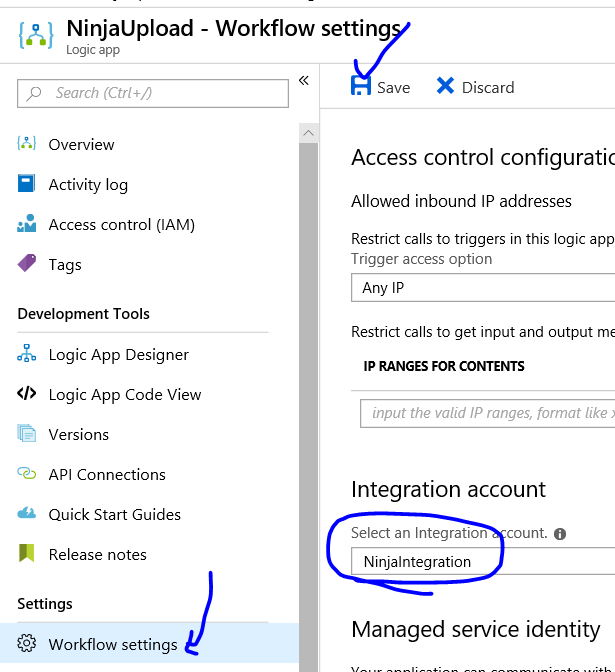 NinjaUpload - Workflow settings
Logic app
Search (Ctrl+/)
«
Overview
Activity log
Access control (IAM)
Tags
Development Tools
Logic App Designer
Logic App Code View
Versions
API Connections
Quick Start Guides
Release notes
Settings
Workflow settings
Save
Discard
Access control configuratio
Allowed inbound IP addresses
Restrict calls to triggers in this logic app
Trigger access option
Any IP
Restrict calls to get input and output me
IP RANGES FOR CONTENTS
input the valid IP ranges, format like x
Integration account
Select an Integration account.
NinjaIntegration
Managed service identity
Your application can communicate with